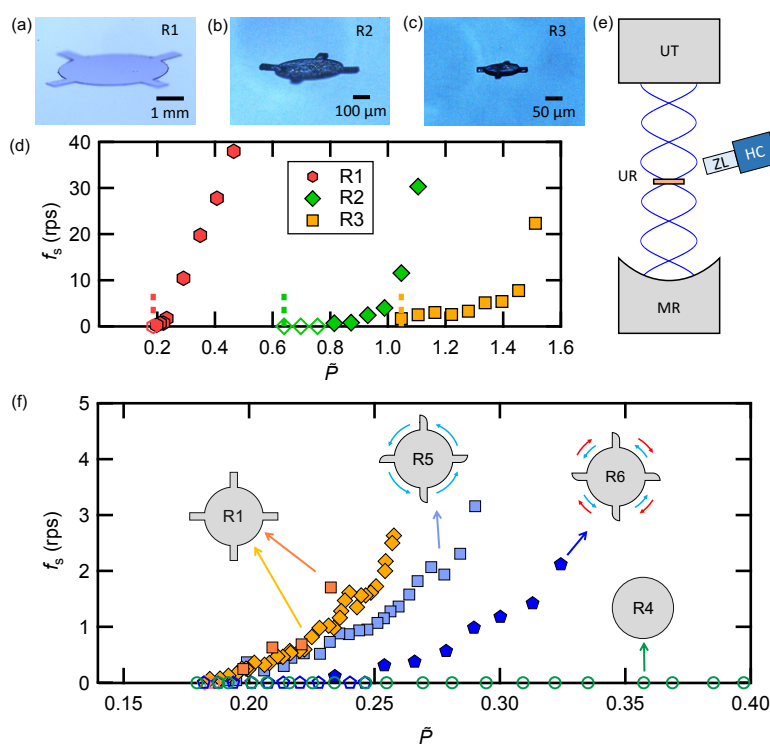 (a)
R1
1 mm
(b)
R2
100 μm
(c)
R3
50 μm
(e)
UT
UR
ZL
HC
MR
(d)
40
30
20
10
0
fs (rps)
R1
R2
R3
0.2 0.4 0.6 0.8 1.0 1.2 1.4 1.6
P̃
(f)
5
4
3
2
1
0
fs (rps)
R1
R5
R6
R4
0.15 0.20 0.25 0.30 0.35 0.40
P̃